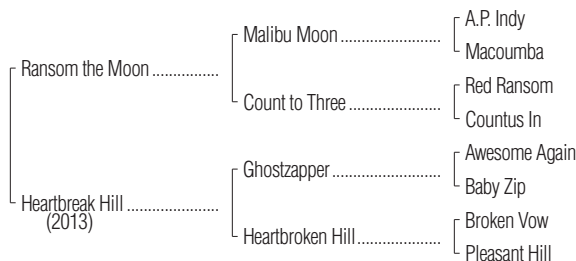 A.P. Indy
Malibu Moon
Macoumba
Ransom the Moon
Red Ransom
Count to Three
Countus In
Awesome Again
Ghostzapper
Baby Zip
Heartbreak Hill
(2013)
Broken Vow
Heartbroken Hill
Pleasant Hill